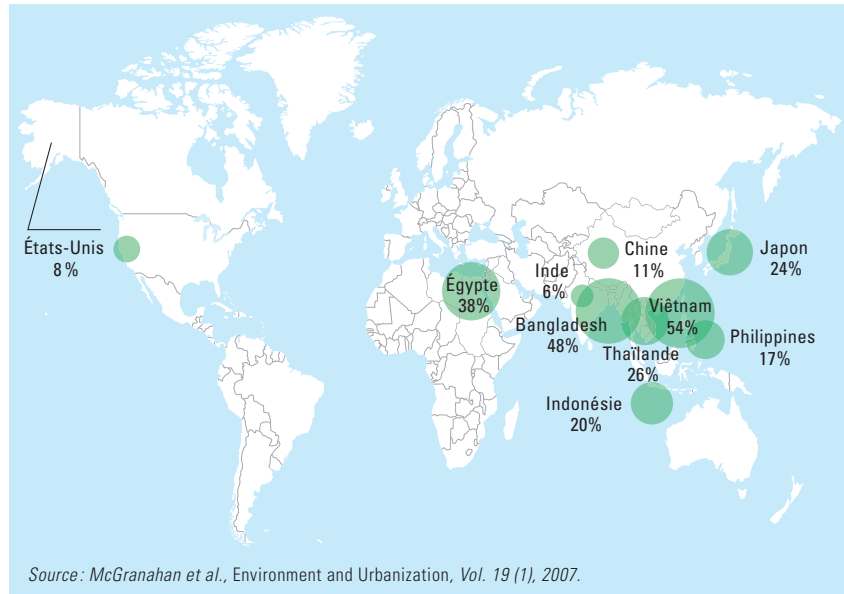 États-Unis
8 %
Égypte
38%
Inde
6%
Chine
11%
Japon
24%
Bangladesh
48%
Viêtnam
54%
Thaïlande
26%
Philippines
17%
Indonésie
20%
Source : McGranahan et al., Environment and Urbanization, Vol. 19 (1), 2007.